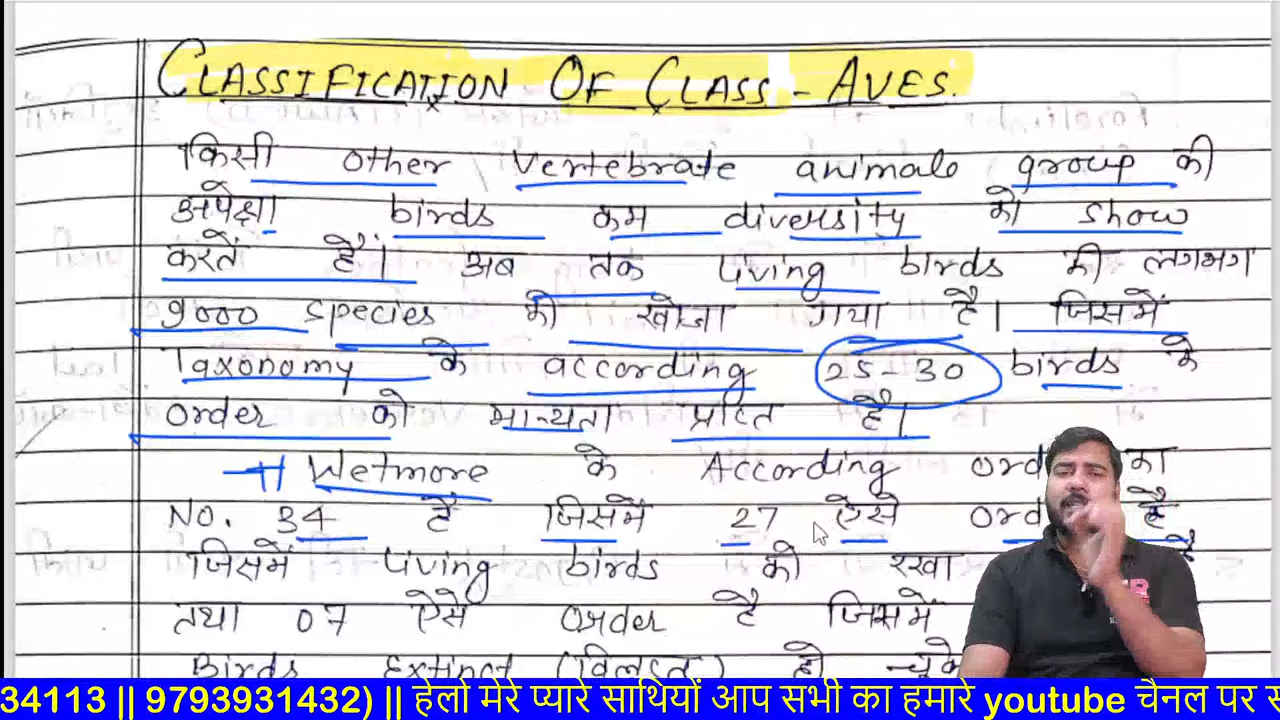 CLASSIFICATION OF CLASS - AVES.
किसी other vertebrate animals group की
अपेक्षा birds कम diversity को show
करतें हैं। अब तक living birds की लगभग
9000 species को खोजा गया है। जिसमें
Taxonomy के according 25-30 birds के
order को मान्यता प्राप्त है।
Wetmore के According का
No. 34 है जिसमें 27 ऐसे है
जिसमें living birds को रखा
तथा 07 ऐसे order है जिसमें
Birds Extinct (विलुप्त) हो चुके
34113 || 9793931432) || हेलो मेरे प्यारे साथियों आप सभी का हमारे youtube चैनल पर